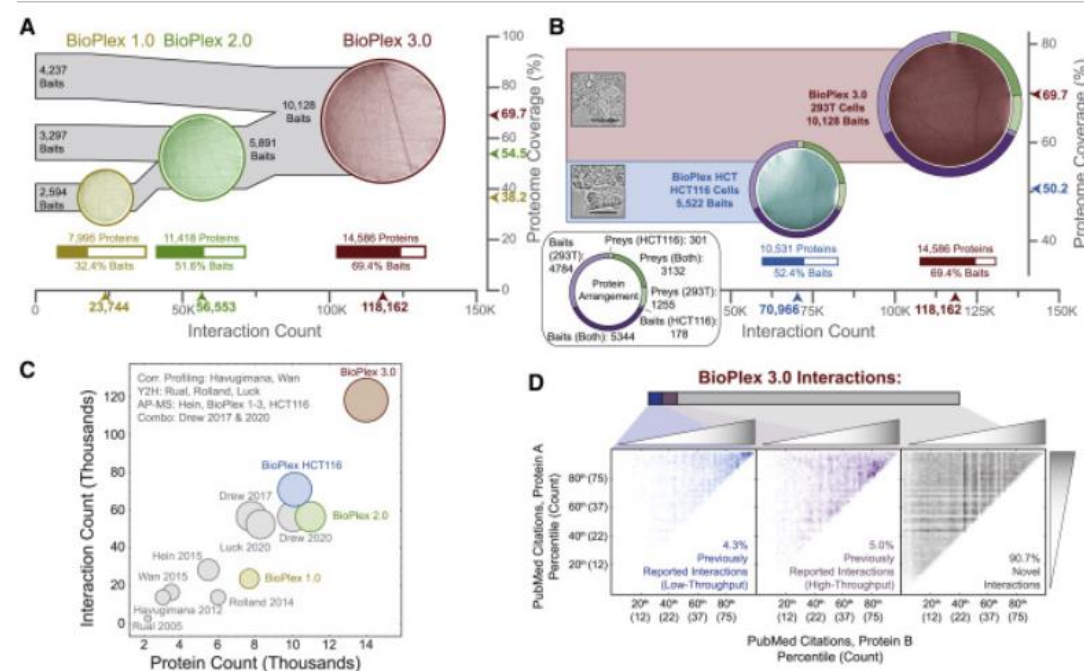 A
BioPlex 1.0 BioPlex 2.0 BioPlex 3.0
4,237
Baits
3,297
Baits
2,594
Baits
10,128
Baits
5,891
Baits
7,995 Proteins
32.4% Baits
11,418 Proteins
51.6% Baits
14,586 Proteins
69.4% Baits
100
80
69.7
60
54.5
40
38.2
20
0
Proteome Coverage (%)
0
23,744
50K
56,553
100K
118,162
150K
Interaction Count
B
BioPlex 3.0
293T Cells
10,128 Baits
BioPlex HCT
HCT116 Cells
5,522 Baits
10,531 Proteins
52.4% Baits
14,586 Proteins
69.4% Baits
80
69.7
60
50.2
40
Proteome Coverage (%)
Baits
(293T):
4784
Preys (HCT116): 301
Preys (Both):
3132
Protein
Arrangement
Preys (293T):
1255
Baits (HCT116):
178
Baits (Both): 5344
50K
70,966
75K
100K
118,162
125K
150K
Interaction Count
C
Corr. Profiling: Havugimana, Wan
Y2H: Rual, Rolland, Luck
AP-MS: Hein, BioPlex 1-3, HCT116
Combo: Drew 2017 & 2020
BioPlex 3.0
BioPlex HCT116
Drew 2017
BioPlex 2.0
Luck 2020
Drew 2020
Hein 2015
BioPlex 1.0
Wan 2015
Rolland 2014
Havugimana 2012
Rual 2005
120
100
80
60
40
20
0
Interaction Count (Thousands)
2 4 6 8 10 12 14
Protein Count (Thousands)
D
BioPlex 3.0 Interactions:
PubMed Citations, Protein A
Percentile (Count)
80th (75)
60th (37)
40th (22)
20th (12)
4.3%
Previously
Reported Interactions
(Low-Throughput)
5.0%
Previously
Reported Interactions
(High-Throughput)
90.7%
Novel
Interactions
20th 40th 60th 80th
(12) (22) (37) (75)
20th 40th 60th 80th
(12) (22) (37) (75)
20th 40th 60th 80th
(12) (22) (37) (75)
PubMed Citations, Protein B
Percentile (Count)